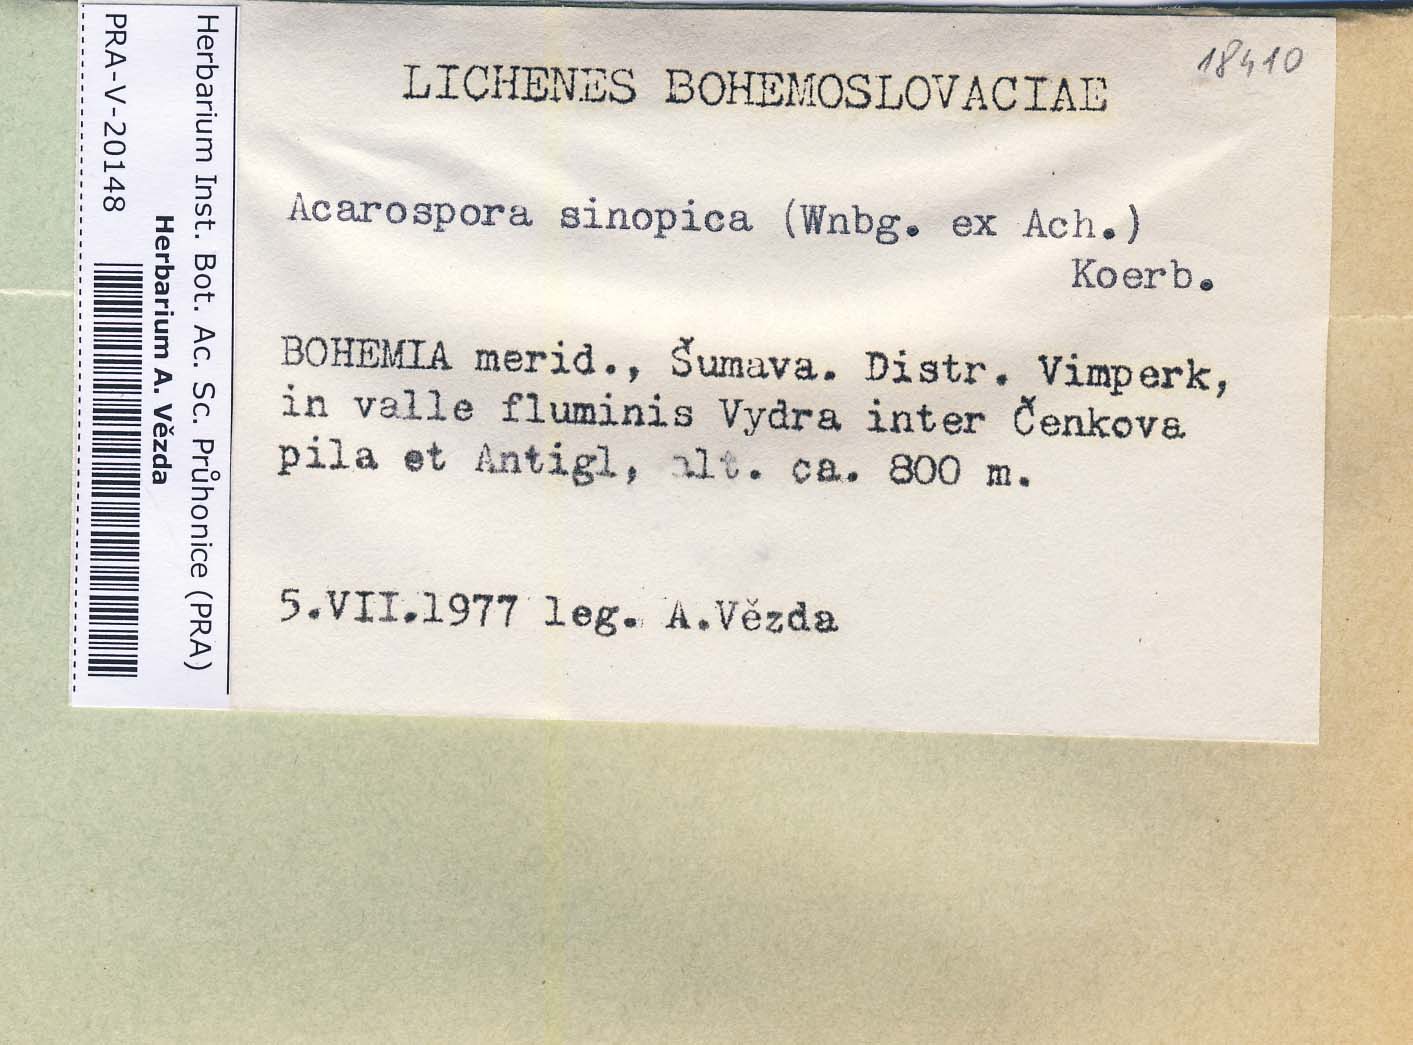 Herbarium Inst. Bot. Ac. Sc. Průhonice (PRA)
Herbarium A. Vězda
PRA-V-20148
18410
LICHENES BOHEMOSLOVACIAE
Acarospora sinopica (Wnbg. ex Ach.)
Koerb.
BOHEMIA merid., Šumava. Distr. Vimperk,
in valle fluminis Vydra inter Čenkova
pila et Antigl, alt. ca. 800 m.
5.VII.1977 leg. A.Vězda